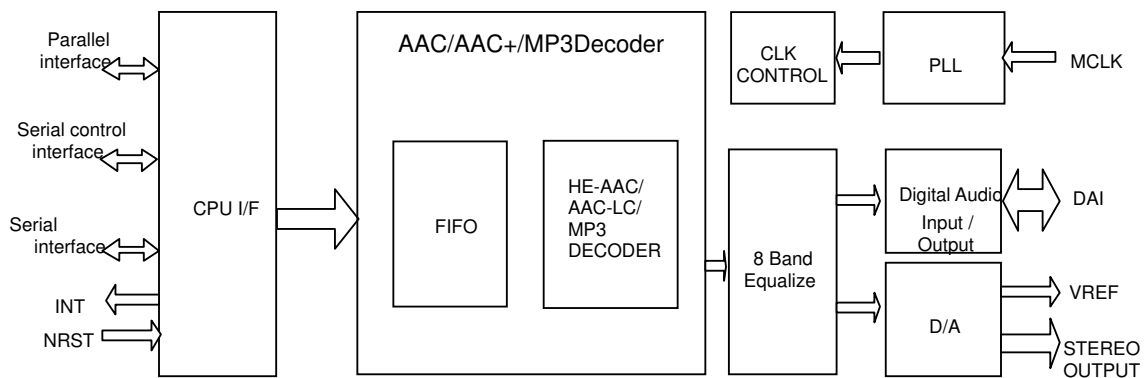 Parallel
interface
Serial control
interface
Serial
interface
INT
NRST
CPU I/F
AAC/AAC+/MP3Decoder
FIFO
HE-AAC/
AAC-LC/
MP3
DECODER
8 Band
Equalize
CLK
CONTROL
PLL
MCLK
Digital Audio
Input /
Output
DAI
D/A
VREF
STEREO
OUTPUT